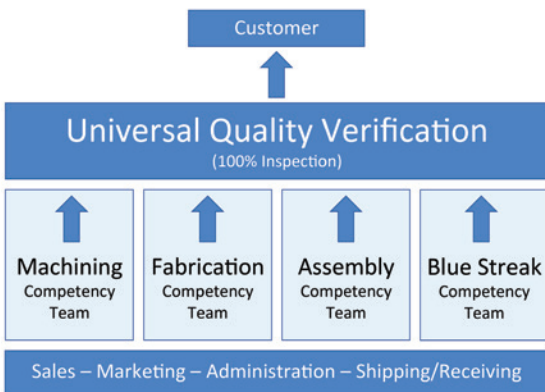 Customer
Universal Quality Verification
(100% Inspection)
Machining
Competency
Team
Fabrication
Competency
Team
Assembly
Competency
Team
Blue Streak
Competency
Team
Sales – Marketing – Administration – Shipping/Receiving